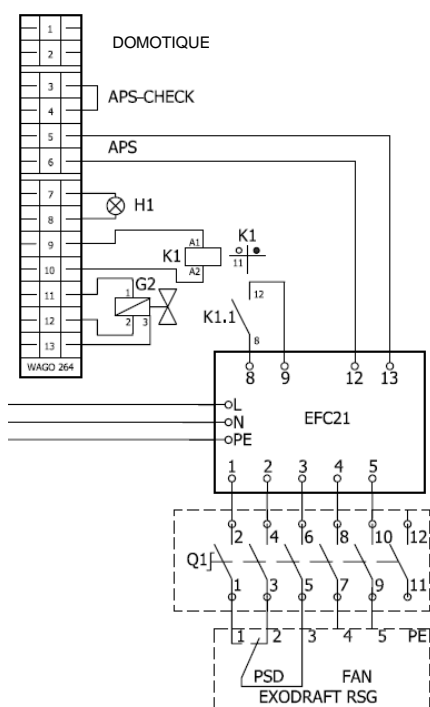 1
DOMOTIQUE
2
3
APS-CHECK
4
5
APS
6
7
H1
8
9
A1
K1
K1
11
10
A2
11
G2
1
12
12
2 3
K1.1
13
8
WAGO 264
8 9 12 13
L
EFC21
N
PE
1 2 3 4 5
2 4 6 8 10 12
Q1
1 3 5 7 9 11
1 2 3 4 5 PE
PSD FAN
EXODRAFT RSG